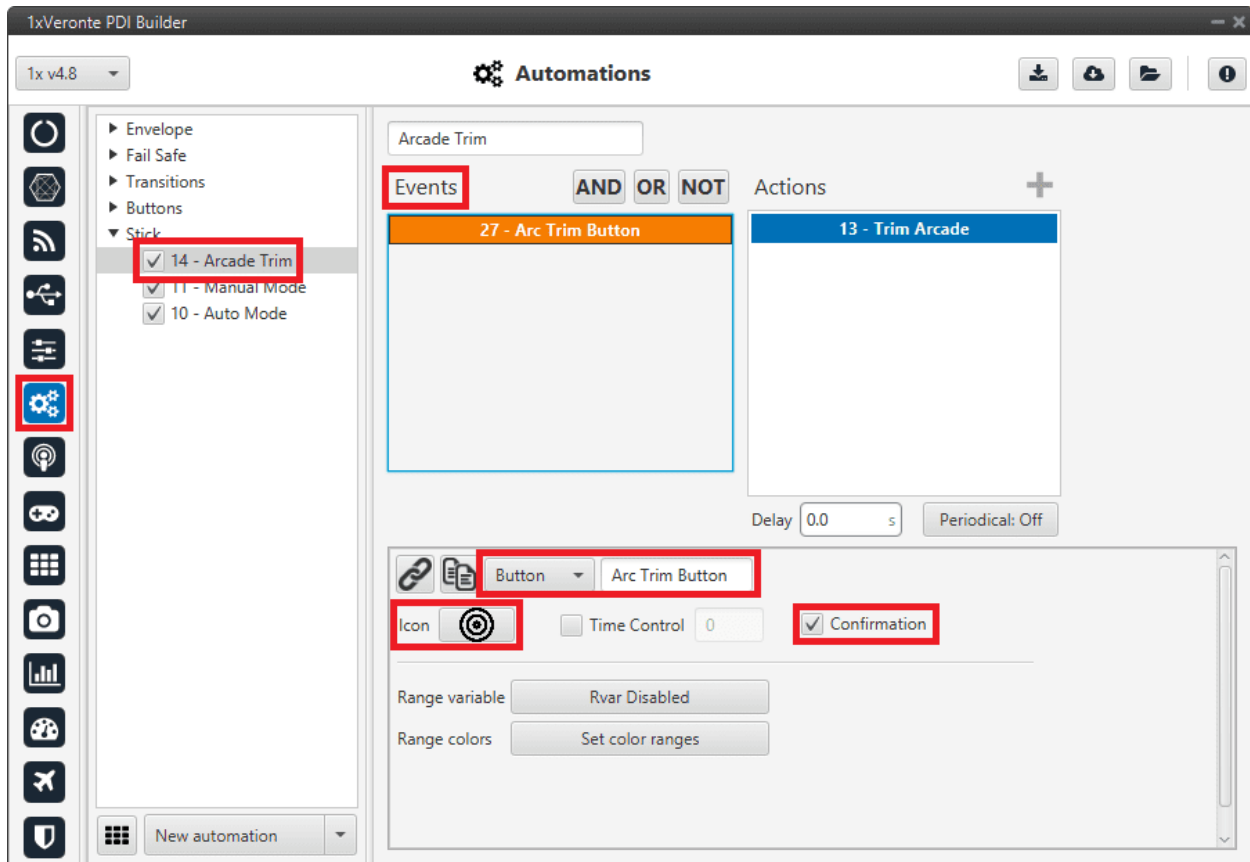 1xVeronte PDI Builder
1x v4.8
Automations
Envelope
Fail Safe
Transitions
Buttons
Stick
14 - Arcade Trim
11 - Manual Mode
10 - Auto Mode
New automation
Arcade Trim
Events AND OR NOT
27 - Arc Trim Button
Actions
13 - Trim Arcade
Delay 0.0 s Periodical: Off
Button Arc Trim Button
Icon Time Control 0 Confirmation
Range variable Rvar Disabled
Range colors Set color ranges